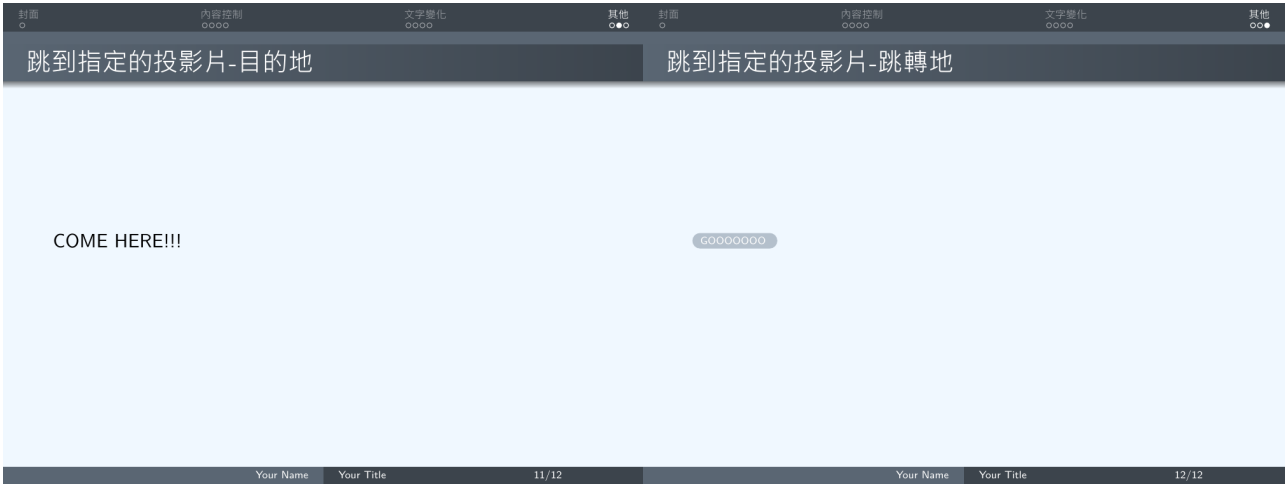 封面 內容控制 文字變化 其他
跳到指定的投影片-目的地
COME HERE!!!
Your Name Your Title 11/12
封面 內容控制 文字變化 其他
跳到指定的投影片-跳轉地
GOOOOOOO
Your Name Your Title 12/12